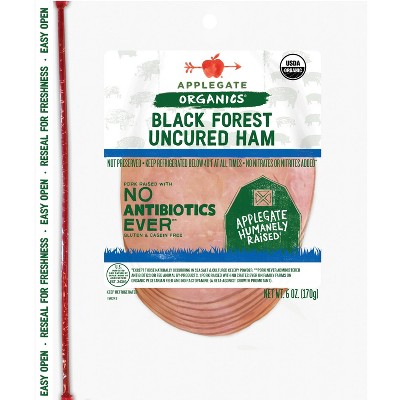 EASY OPEN • RESEAL FOR FRESHNESS • EASY OPEN • RESEAL FOR FRESHNESS • EASY OPEN
APPLEGATE
ORGANICS®
USDA
ORGANIC
BLACK FOREST
UNCURED HAM
NOT PRESERVED • KEEP REFRIGERATED BELOW 40°F AT ALL TIMES • NO NITRATES OR NITRITES ADDED*
PORK RAISED WITH
NO
ANTIBIOTICS
EVER**
GLUTEN & CASEIN FREE
APPLEGATE
HUMANELY
RAISED
NET WT. 6 OZ. (170g)
KEEP REFRIGERATED